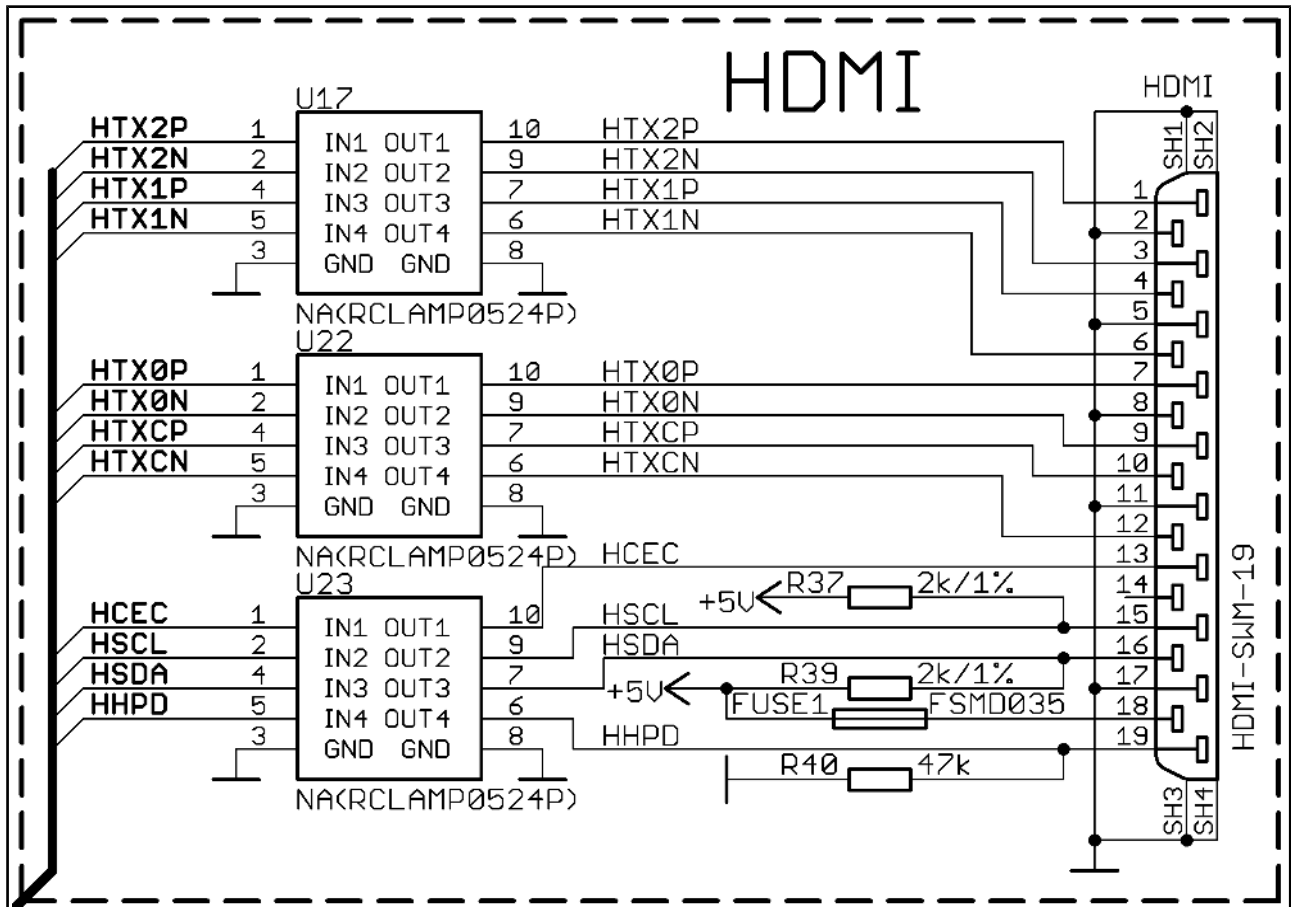 HDMI
HDMI
SH1
SH2
U17
HTX2P 1 IN1 OUT1 10 HTX2P
HTX2N 2 IN2 OUT2 9 HTX2N
HTX1P 4 IN3 OUT3 7 HTX1P
HTX1N 5 IN4 OUT4 6 HTX1N
3 GND GND 8
NA(RCLAMP0524P)
U22
HTX0P 1 IN1 OUT1 10 HTX0P
HTX0N 2 IN2 OUT2 9 HTX0N
HTXCP 4 IN3 OUT3 7 HTXCP
HTXCN 5 IN4 OUT4 6 HTXCN
3 GND GND 8
NA(RCLAMP0524P)
U23
HCEC 1 IN1 OUT1 10 HCEC
HSCL 2 IN2 OUT2 9 HSCL
HSDA 4 IN3 OUT3 7 HSDA
HHPD 5 IN4 OUT4 6 HHPD
3 GND GND 8
NA(RCLAMP0524P)
+5V R37 2k/1%
+5V R39 2k/1%
FUSE1 FSMD035
R40 47k
1
2
3
4
5
6
7
8
9
10
11
12
13
14
15
16
17
18
19
HDMI-SWM-19
SH3
SH4